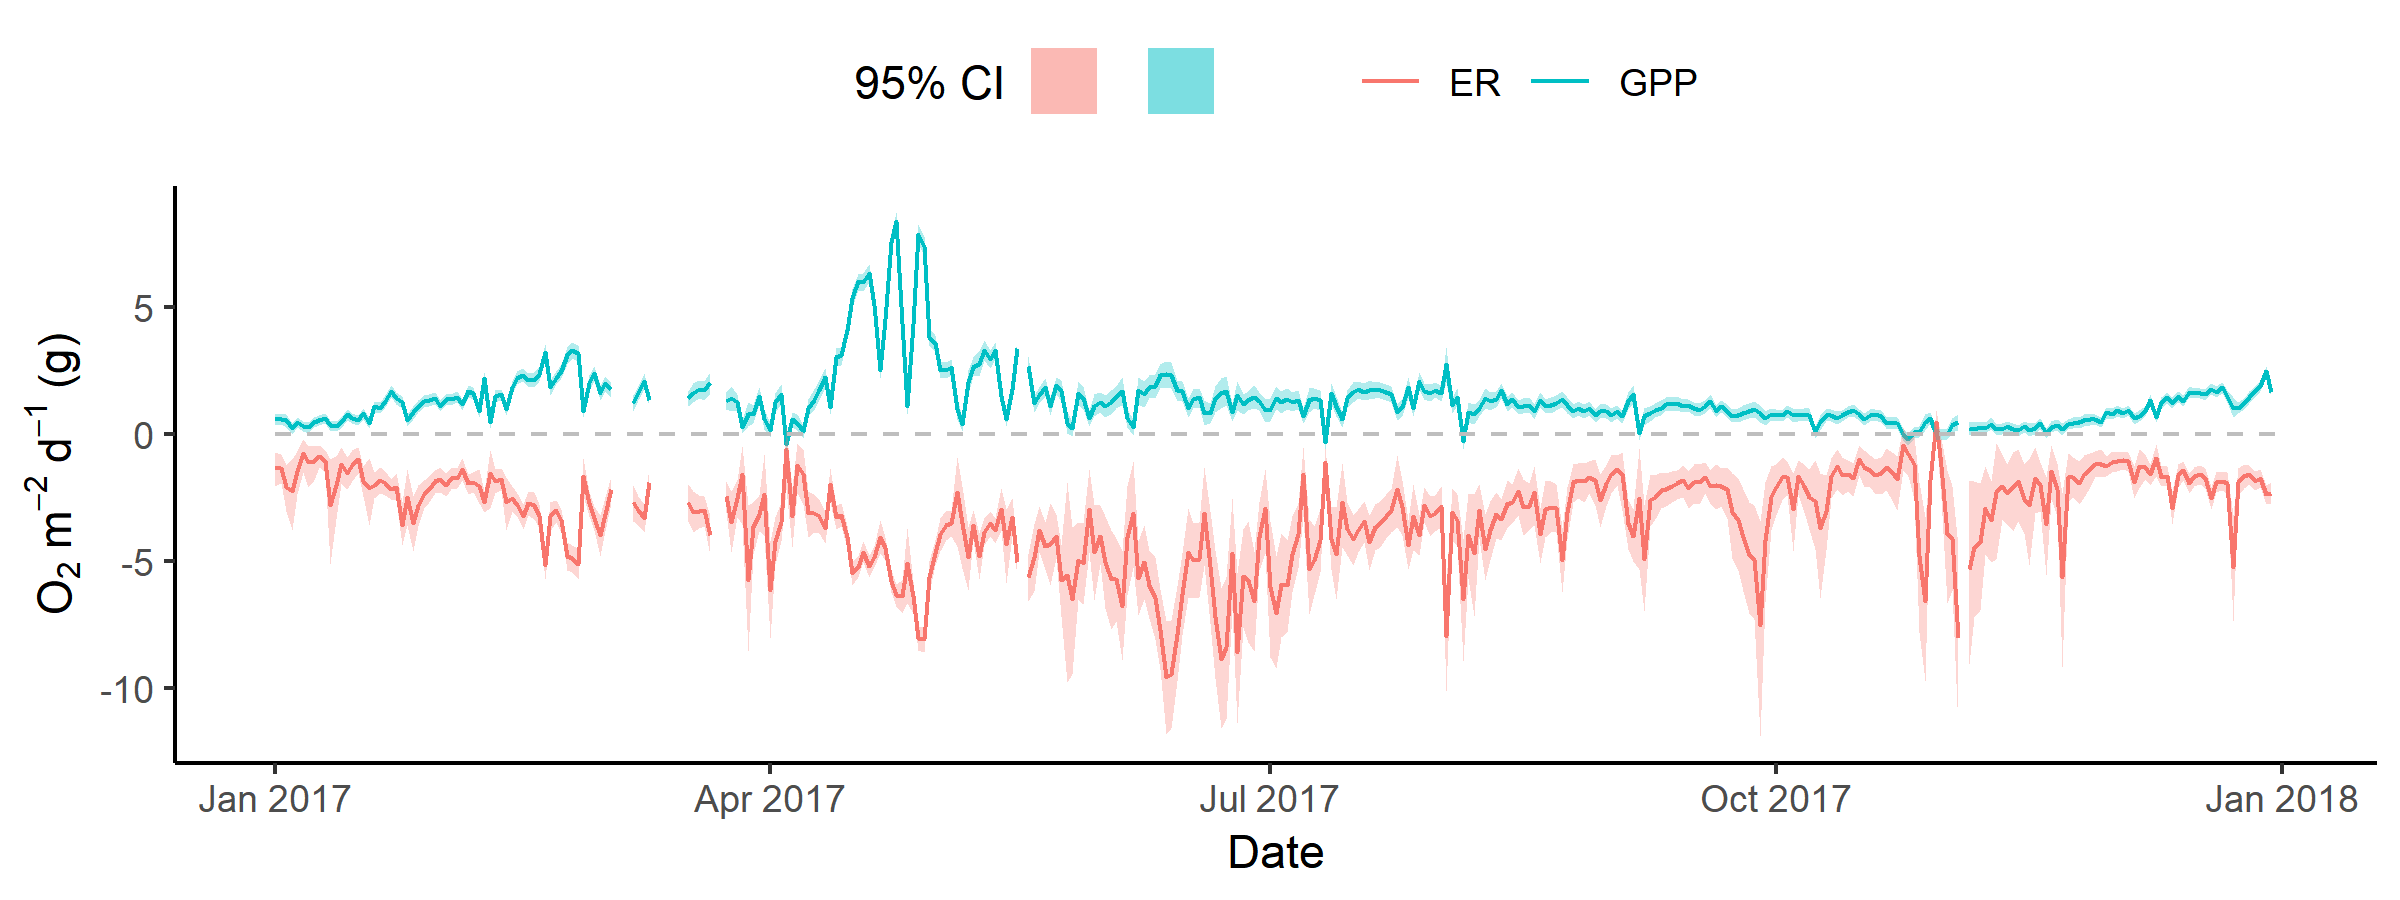 95% CI ER GPP
O₂ m⁻² d⁻¹ (g)
5
0
-5
-10
Jan 2017 Apr 2017 Jul 2017 Oct 2017 Jan 2018
Date